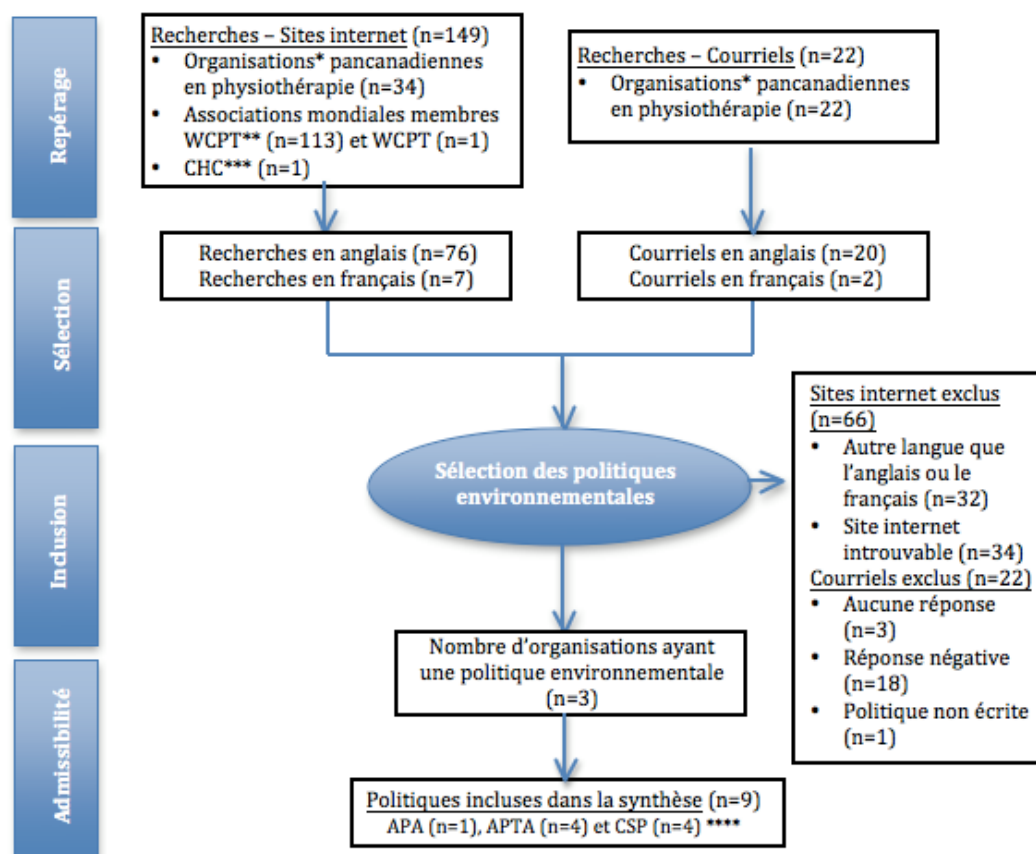 Repérage
Recherches – Sites internet (n=149)
• Organisations* pancanadiennes
en physiothérapie (n=34)
• Associations mondiales membres
WCPT** (n=113) et WCPT (n=1)
• CHC*** (n=1)
Recherches – Courriels (n=22)
• Organisations* pancanadiennes
en physiothérapie (n=22)
Sélection
Recherches en anglais (n=76)
Recherches en français (n=7)
Courriels en anglais (n=20)
Courriels en français (n=2)
Inclusion
Sélection des politiques
environnementales
Sites internet exclus
(n=66)
• Autre langue que
l'anglais ou le
français (n=32)
• Site internet
introuvable (n=34)
Courriels exclus (n=22)
• Aucune réponse
(n=3)
• Réponse négative
(n=18)
• Politique non écrite
(n=1)
Nombre d'organisations ayant
une politique environnementale
(n=3)
Admissibilité
Politiques incluses dans la synthèse (n=9)
APA (n=1), APTA (n=4) et CSP (n=4) ****